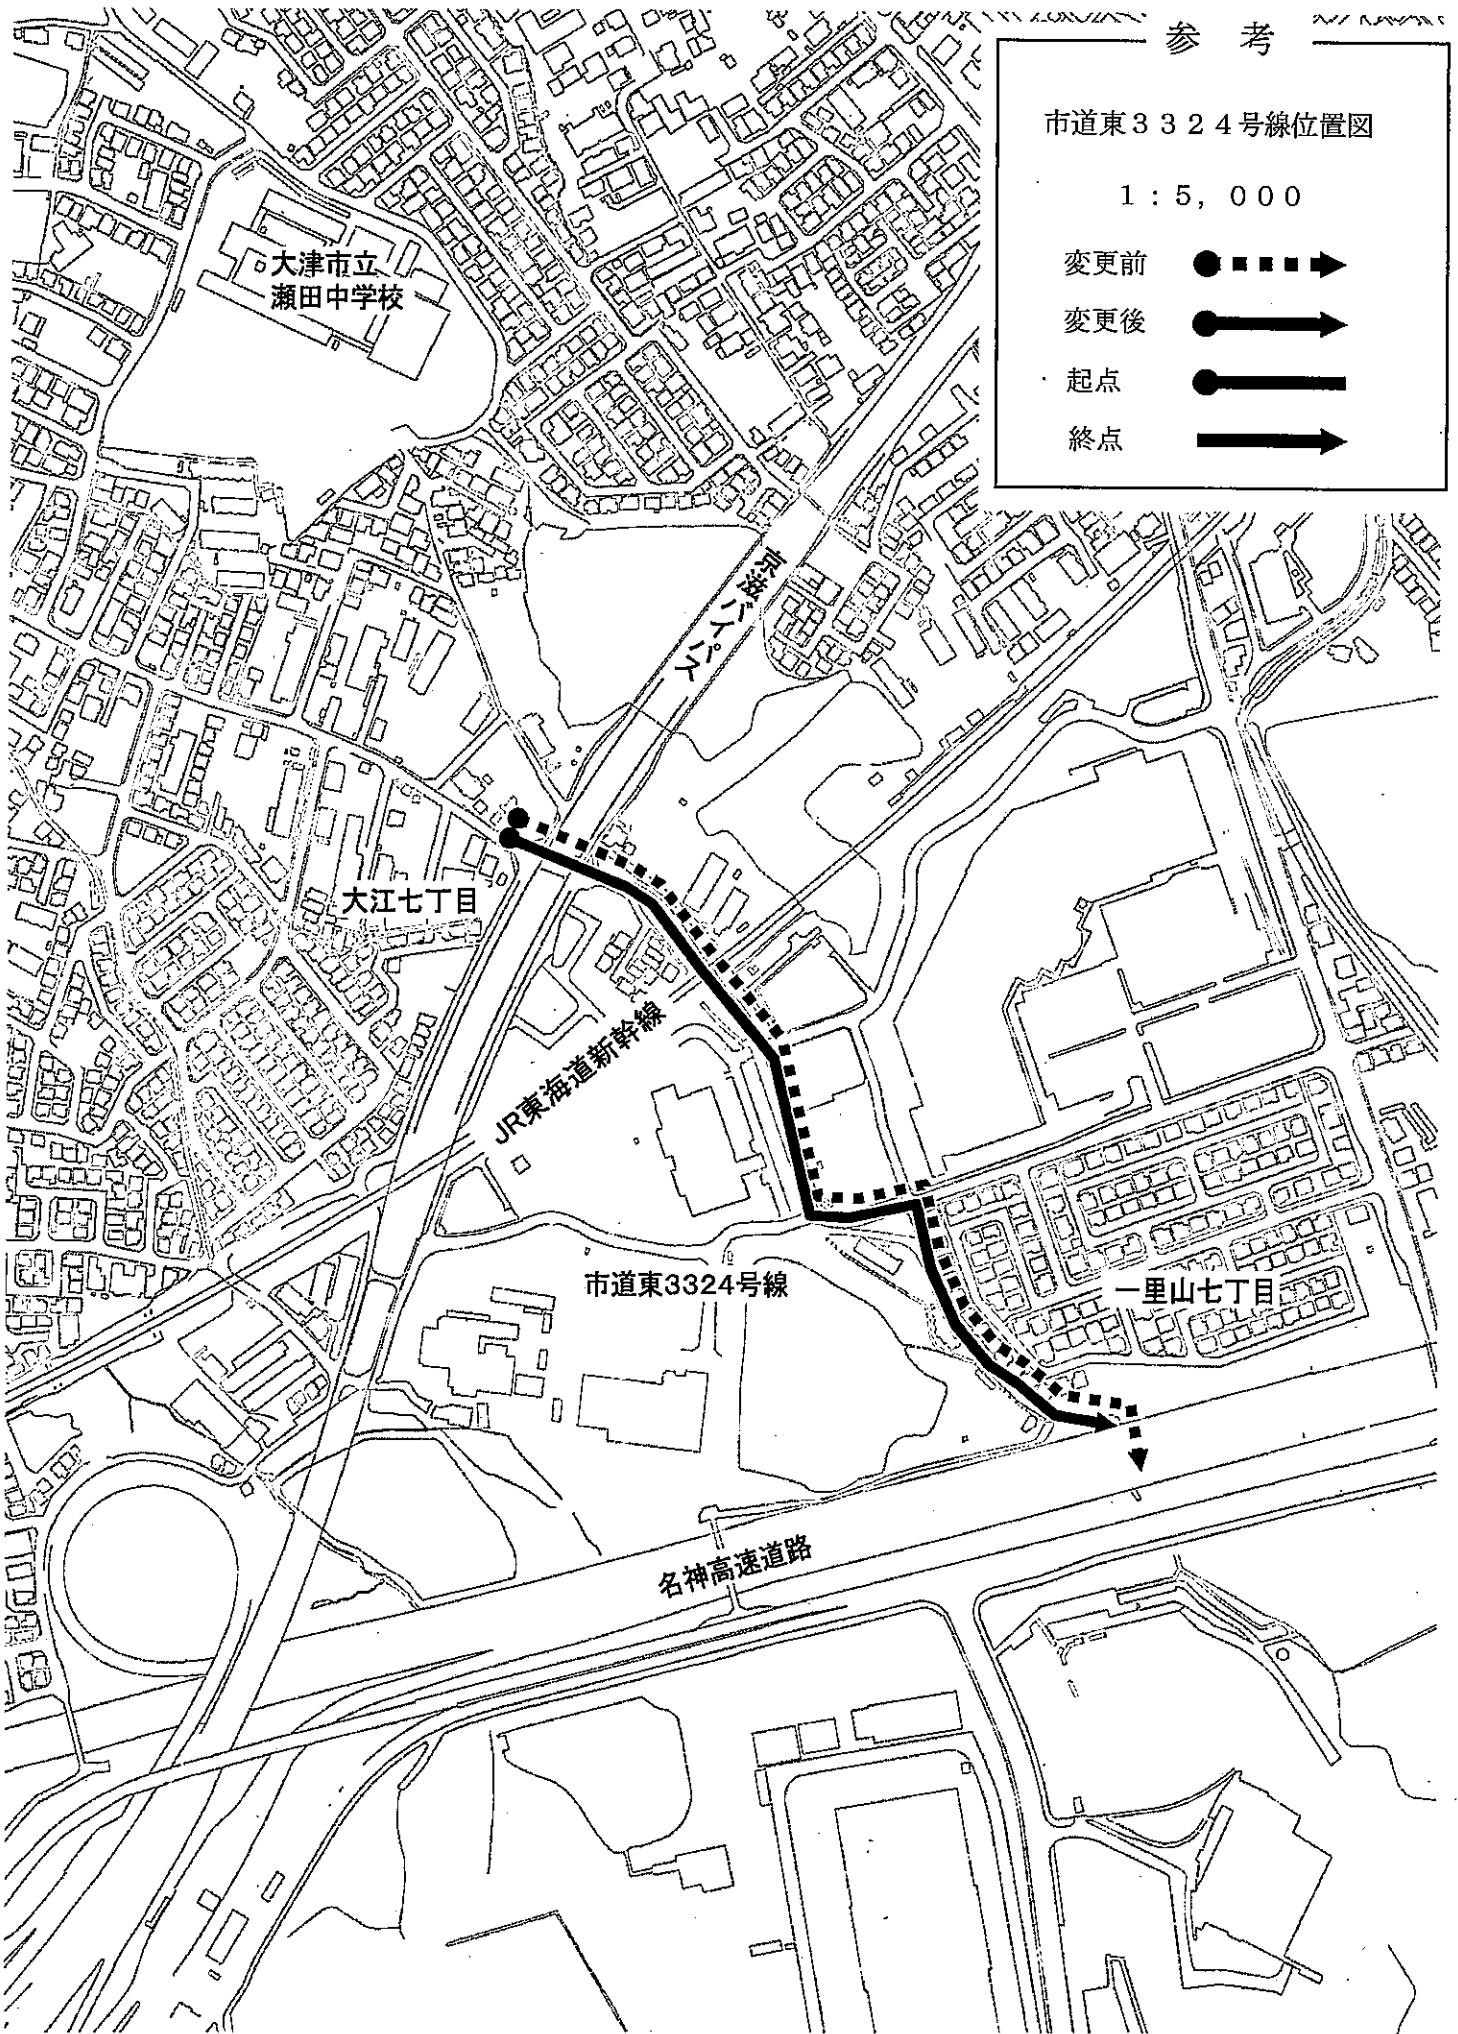 参考
市道東3324号線位置図
1:5,000
変更前
変更後
起点
終点
大津市立
瀬田中学校
京滋バイパス
大江七丁目
JR東海道新幹線
市道東3324号線
一里山七丁目
名神高速道路